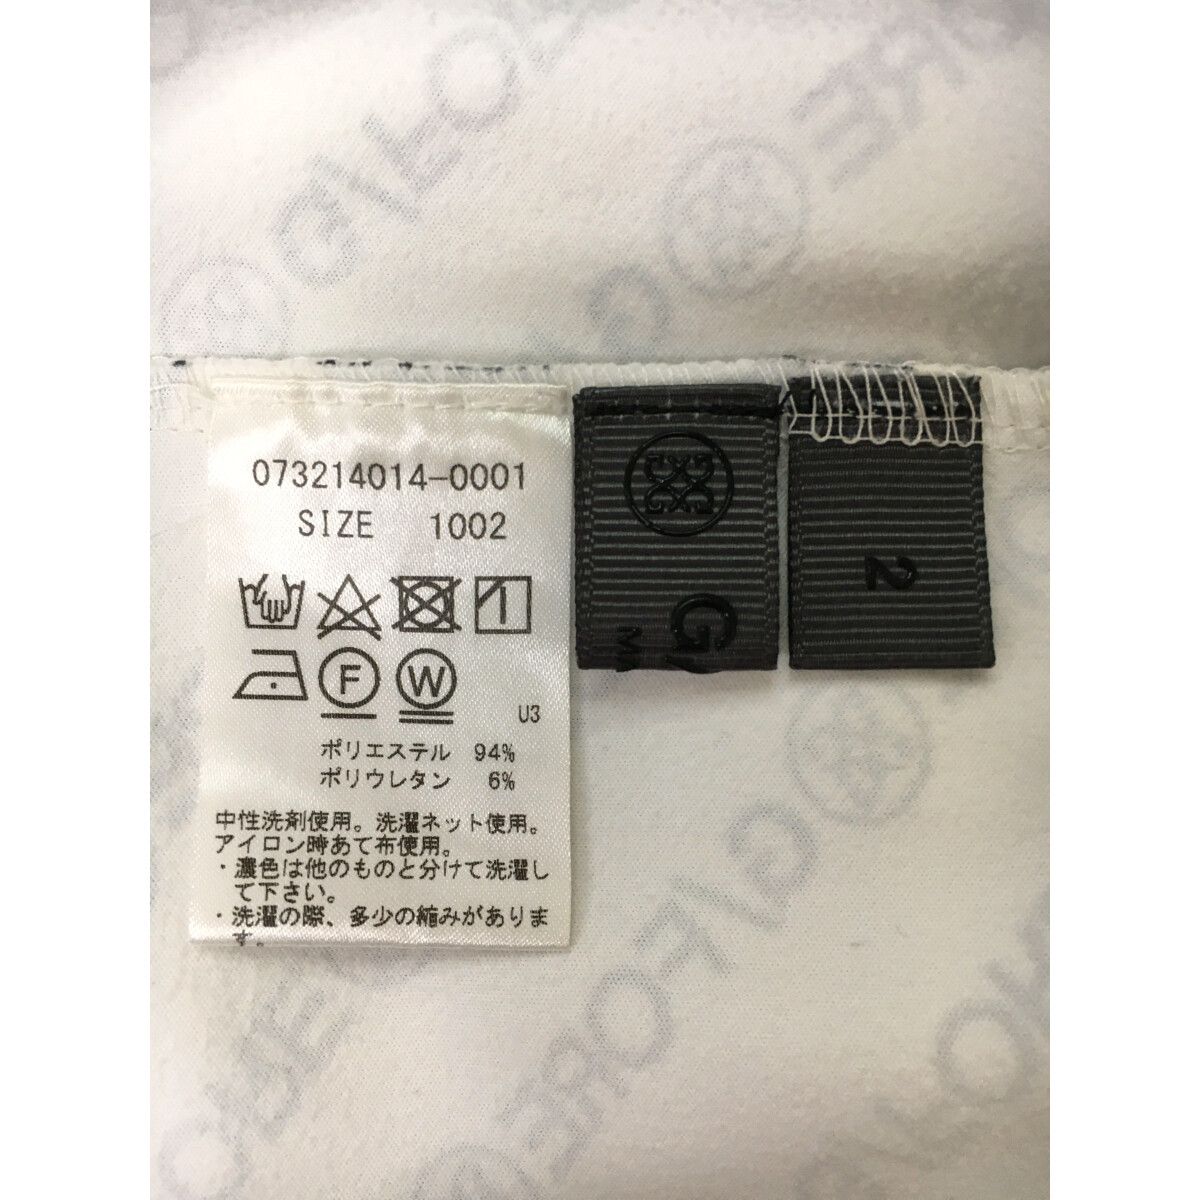 073214014-0001
SIZE 1002
F
W
U3
ポリエステル 94%
ポリウレタン 6%
中性洗剤使用。洗濯ネット使用。
アイロン時あて布使用。
・濃色は他のものと分けて洗濯し
て下さい。
・洗濯の際、多少の縮みがありま
す。
2